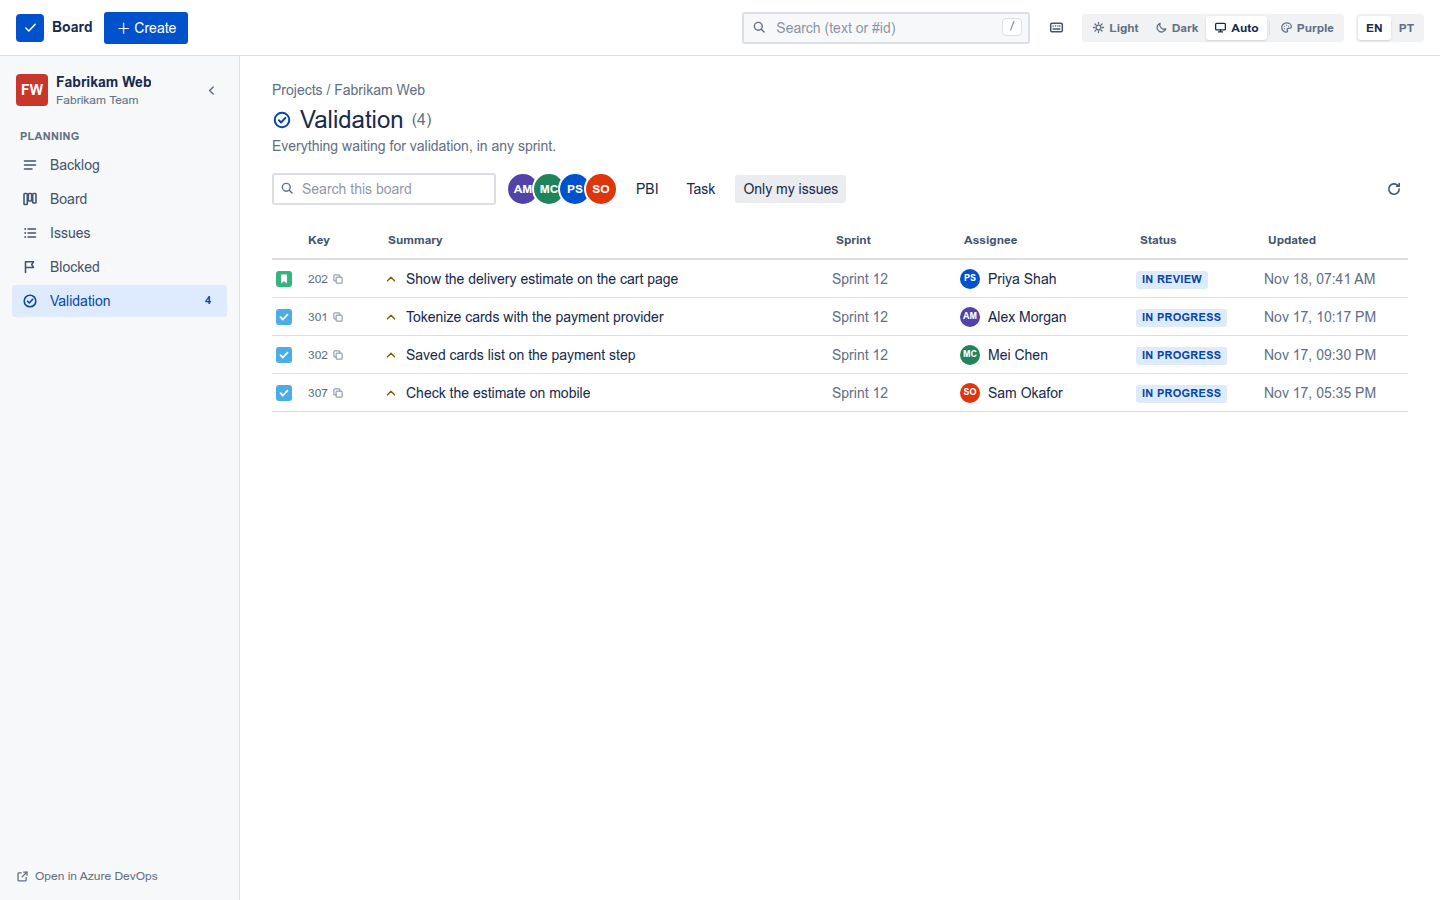 Board
Create
Search (text or #id)
/
Light
Dark
Auto
Purple
EN
PT
FW
Fabrikam Web
Fabrikam Team
PLANNING
Backlog
Board
Issues
Blocked
Validation 4
Open in Azure DevOps
Projects / Fabrikam Web
Validation (4)
Everything waiting for validation, in any sprint.
Search this board
AM MC PS SO
PBI
Task
Only my issues
Key Summary Sprint Assignee Status Updated
202 Show the delivery estimate on the cart page Sprint 12 PS Priya Shah IN REVIEW Nov 18, 07:41 AM
301 Tokenize cards with the payment provider Sprint 12 AM Alex Morgan IN PROGRESS Nov 17, 10:17 PM
302 Saved cards list on the payment step Sprint 12 MC Mei Chen IN PROGRESS Nov 17, 09:30 PM
307 Check the estimate on mobile Sprint 12 SO Sam Okafor IN PROGRESS Nov 17, 05:35 PM